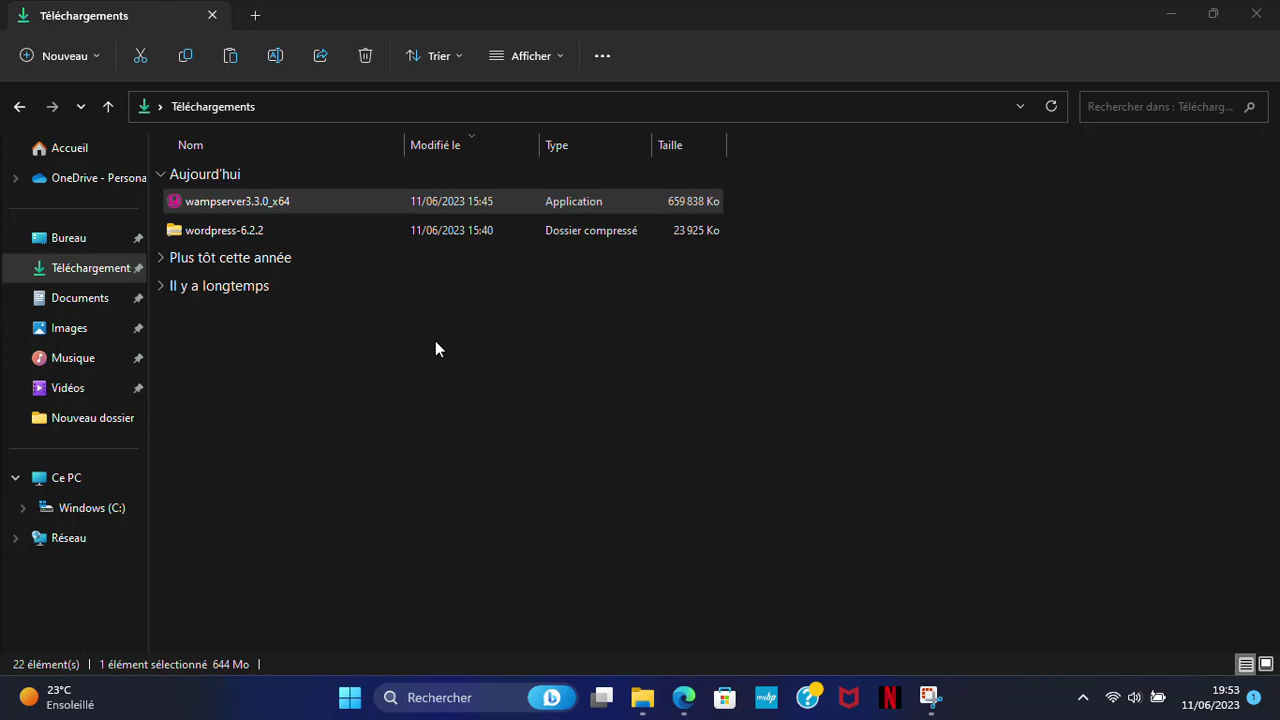 Téléchargements
Nouveau
Trier
Afficher
Téléchargements
Rechercher dans : Télécharg...
Nom
Modifié le
Type
Taille
Aujourd'hui
wampserver3.3.0_x64 11/06/2023 15:45 Application 659 838 Ko
wordpress-6.2.2 11/06/2023 15:40 Dossier compressé 23 925 Ko
Plus tôt cette année
Il y a longtemps
Accueil
OneDrive - Persona
Bureau
Téléchargement
Documents
Images
Musique
Vidéos
Nouveau dossier
Ce PC
Windows (C:)
Réseau
22 élément(s) 1 élément sélectionné 644 Mo
23°C
Ensoleillé
Rechercher
19:53
11/06/2023
1